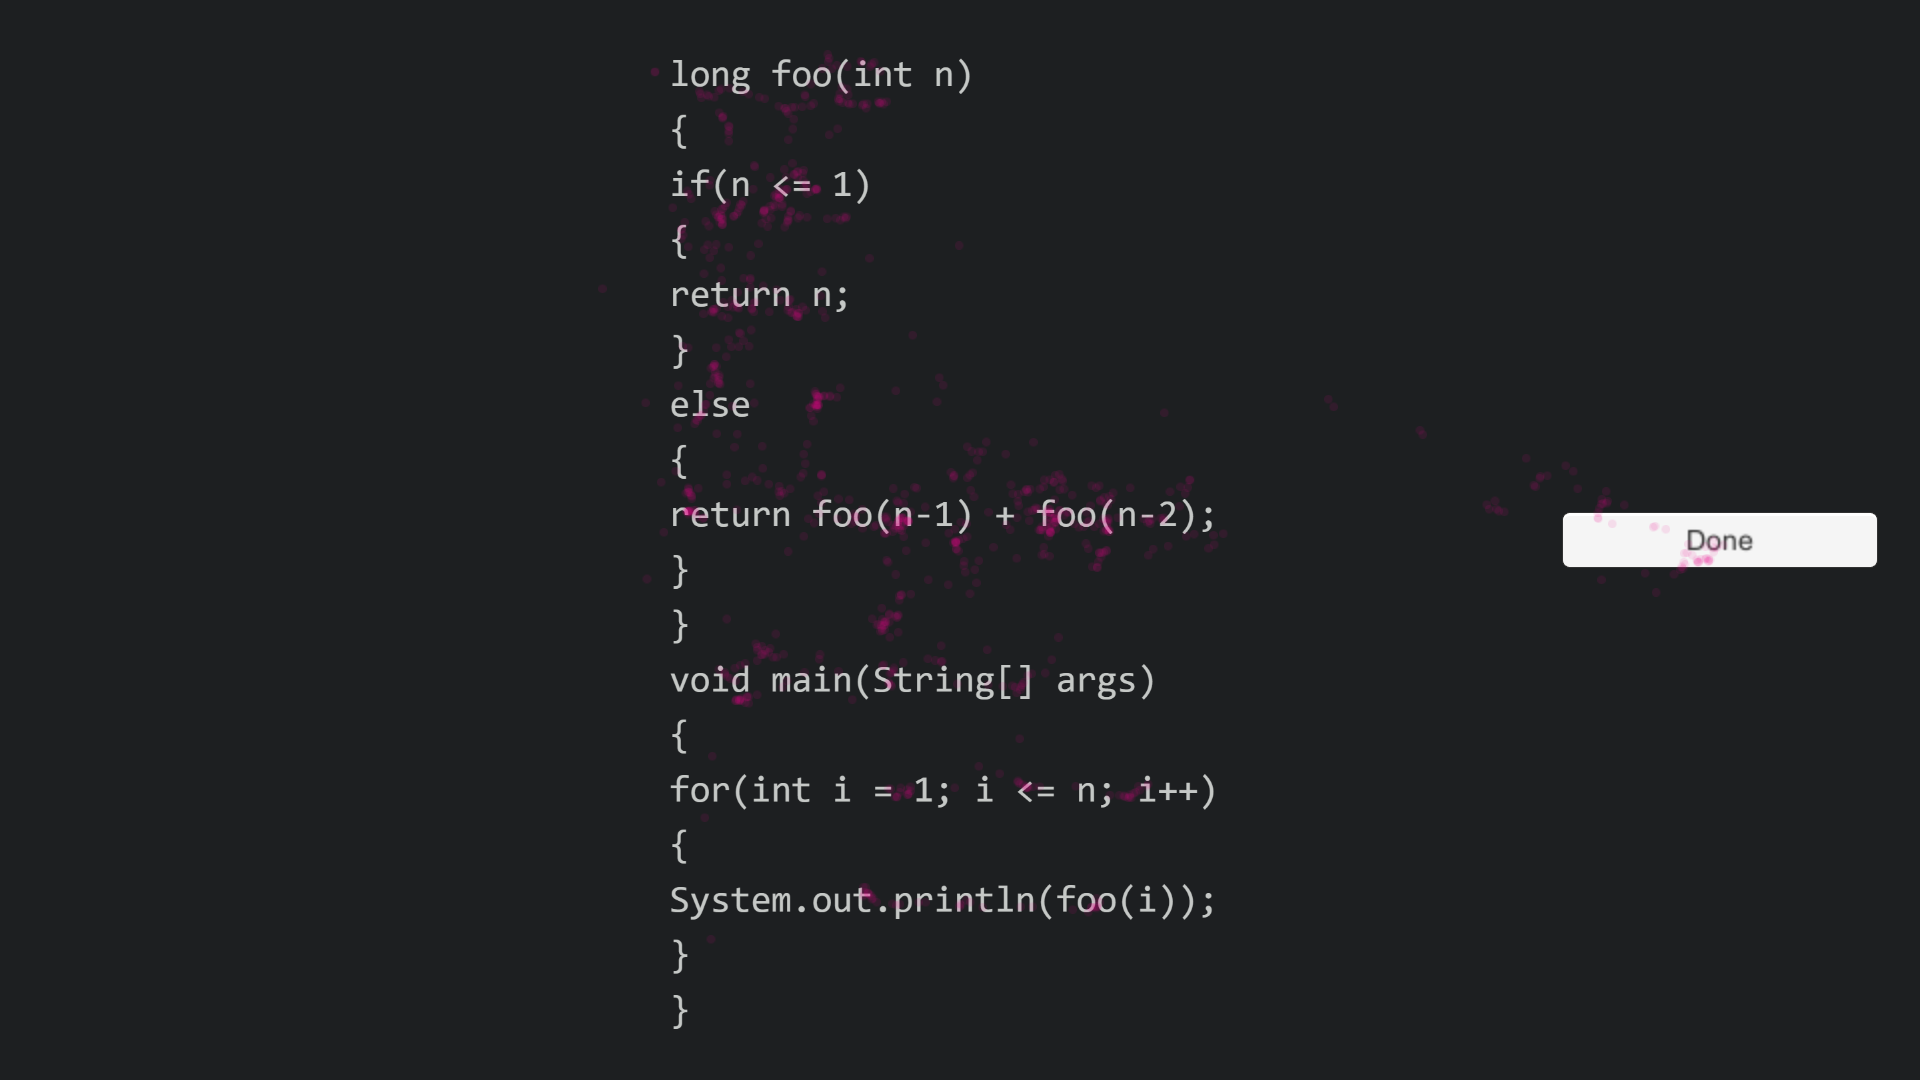 long foo(int n)
{
if(n <= 1)
{
return n;
}
else
{
return foo(n-1) + foo(n-2);
}
}
void main(String[] args)
{
for(int i = 1; i <= n; i++)
{
System.out.println(foo(i));
}
}
Done